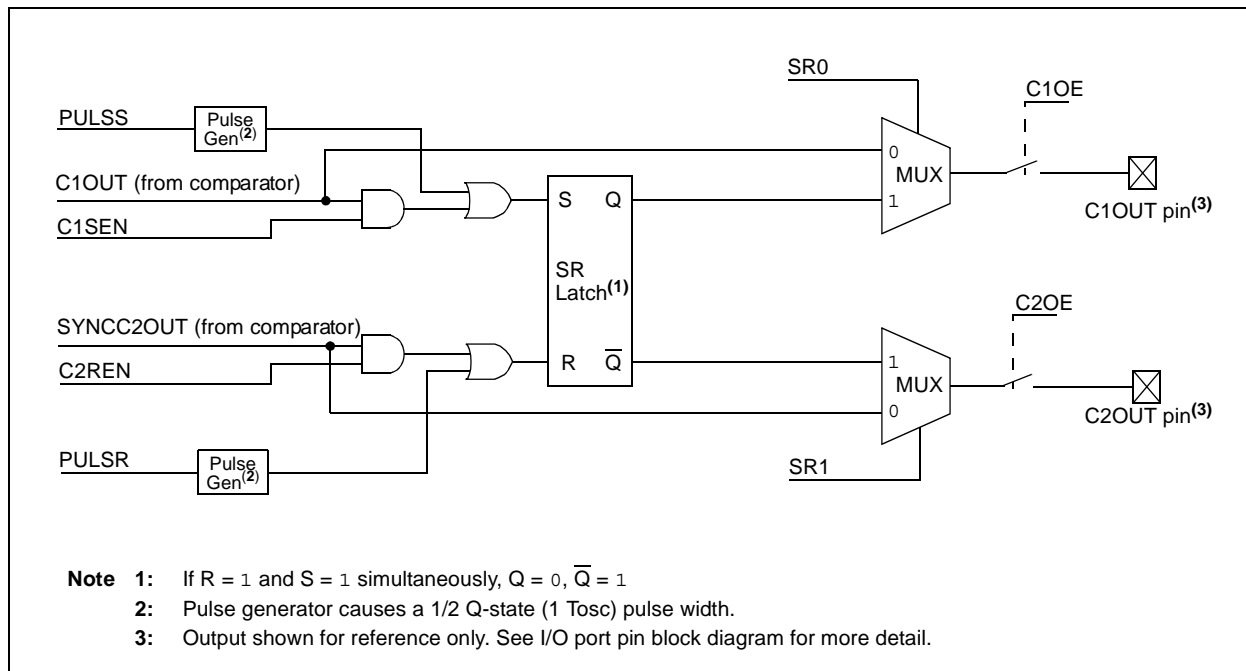 SR0
C1OE
PULSS
Pulse
Gen(2)
0
MUX
C1OUT (from comparator)
S Q
1
C1OUT pin(3)
C1SEN
SR
Latch(1)
C2OE
SYNCC2OUT (from comparator)
R Q
1
C2REN
MUX
0
C2OUT pin(3)
PULSR
Pulse
Gen(2)
SR1
Note 1: If R = 1 and S = 1 simultaneously, Q = 0, Q = 1
2: Pulse generator causes a 1/2 Q-state (1 Tosc) pulse width.
3: Output shown for reference only. See I/O port pin block diagram for more detail.